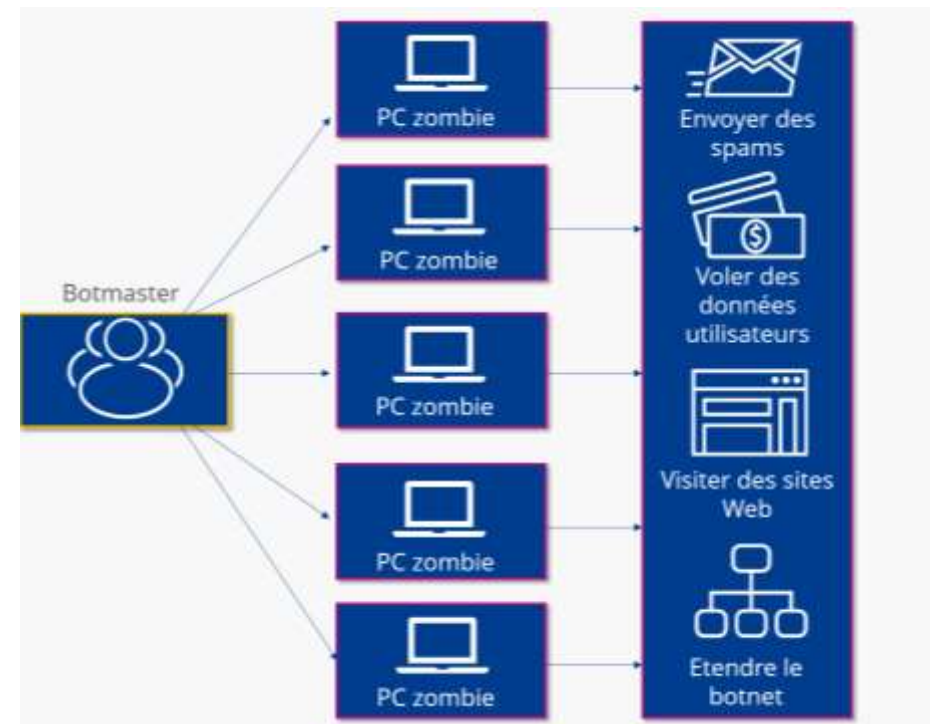 Botmaster
PC zombie
PC zombie
PC zombie
PC zombie
PC zombie
Envoyer des
spams
Voler des
données
utilisateurs
Visiter des sites
Web
Etendre le
botnet